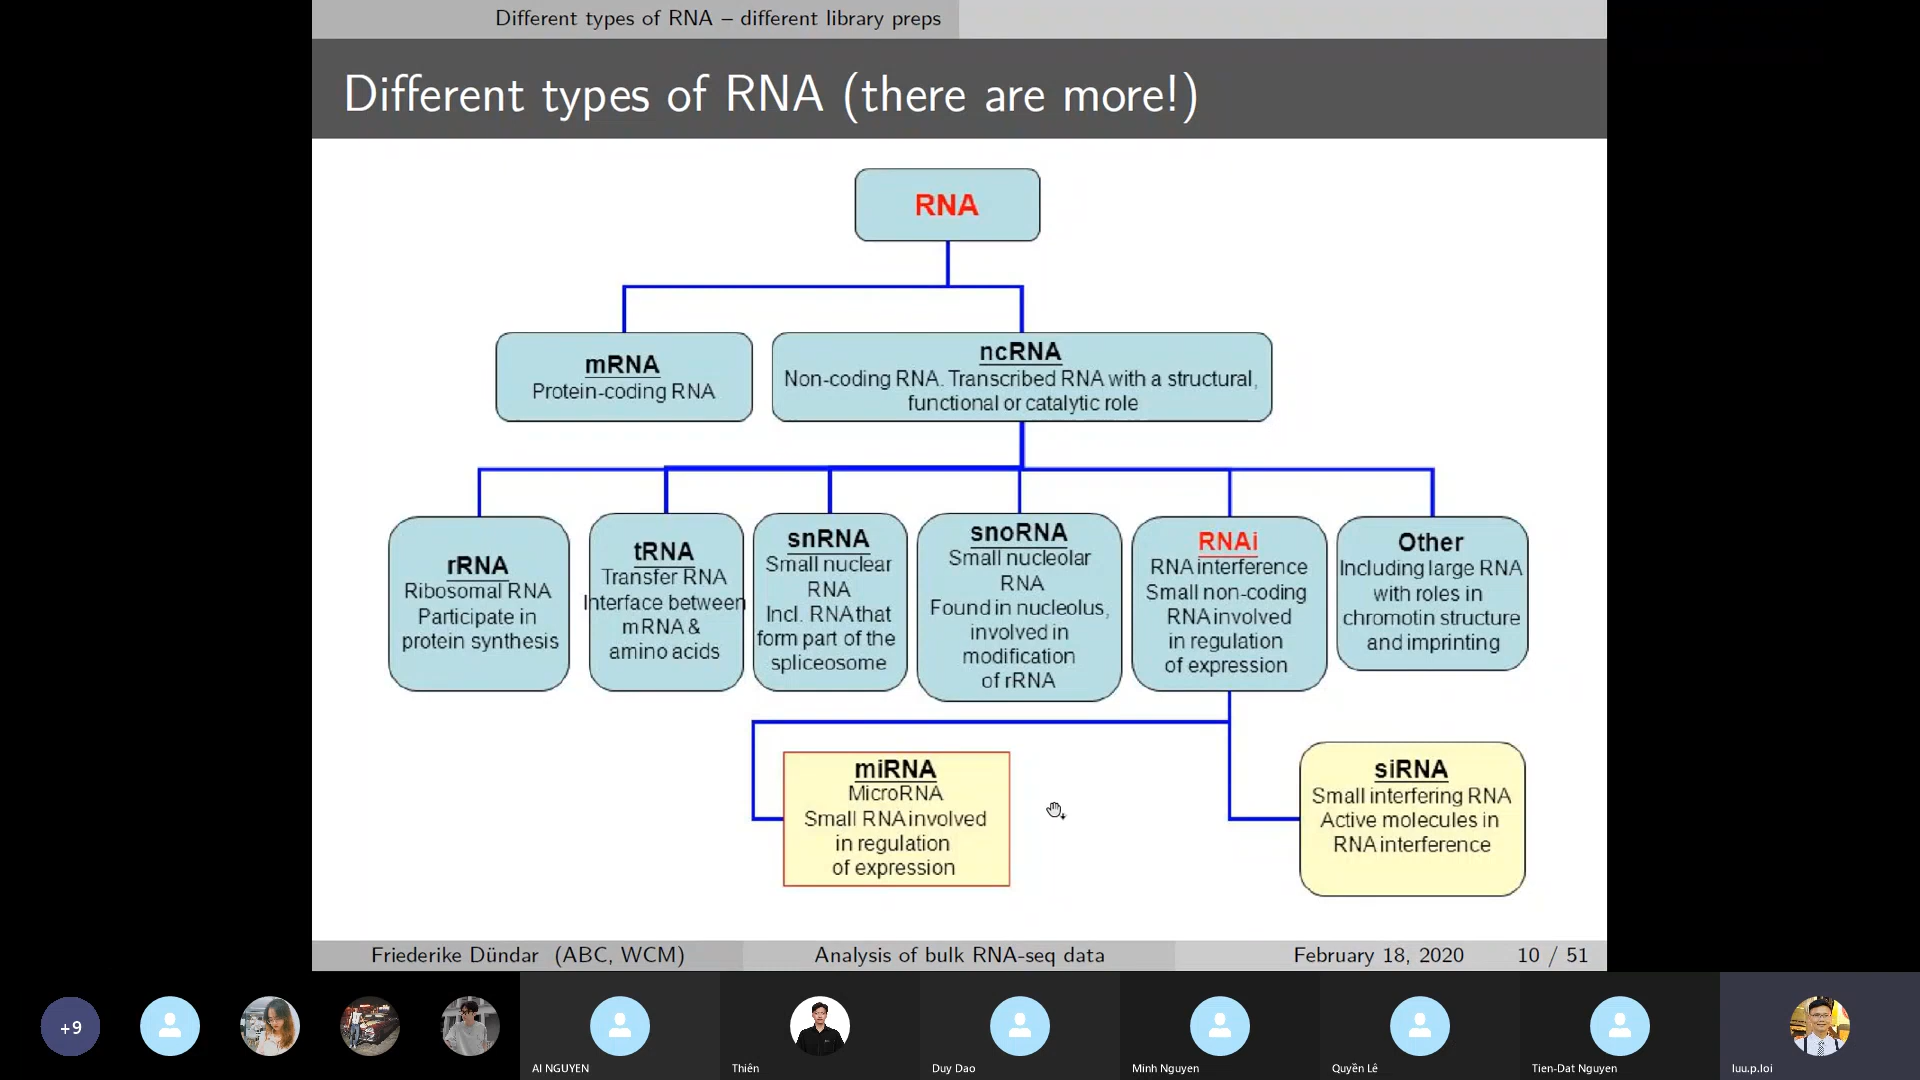 Different types of RNA – different library preps
Different types of RNA (there are more!)
RNA
mRNA
Protein-coding RNA
ncRNA
Non-coding RNA. Transcribed RNA with a structural,
functional or catalytic role
rRNA
Ribosomal RNA
Participate in
protein synthesis
tRNA
Transfer RNA
Interface between
mRNA &
amino acids
snRNA
Small nuclear
RNA
Incl. RNA that
form part of the
spliceosome
snoRNA
Small nucleolar
RNA
Found in nucleolus,
involved in
modification
of rRNA
RNAi
RNA interference
Small non-coding
RNA involved
in regulation
of expression
Other
Including large RNA
with roles in
chromotin structure
and imprinting
miRNA
MicroRNA
Small RNA involved
in regulation
of expression
siRNA
Small interfering RNA
Active molecules in
RNA interference
Friederike Dündar (ABC, WCM)
Analysis of bulk RNA-seq data
February 18, 2020
10 / 51
+9
AI NGUYEN
Thiên
Duy Dao
Minh Nguyen
Quyền Lê
Tien-Dat Nguyen
luu.p.loi